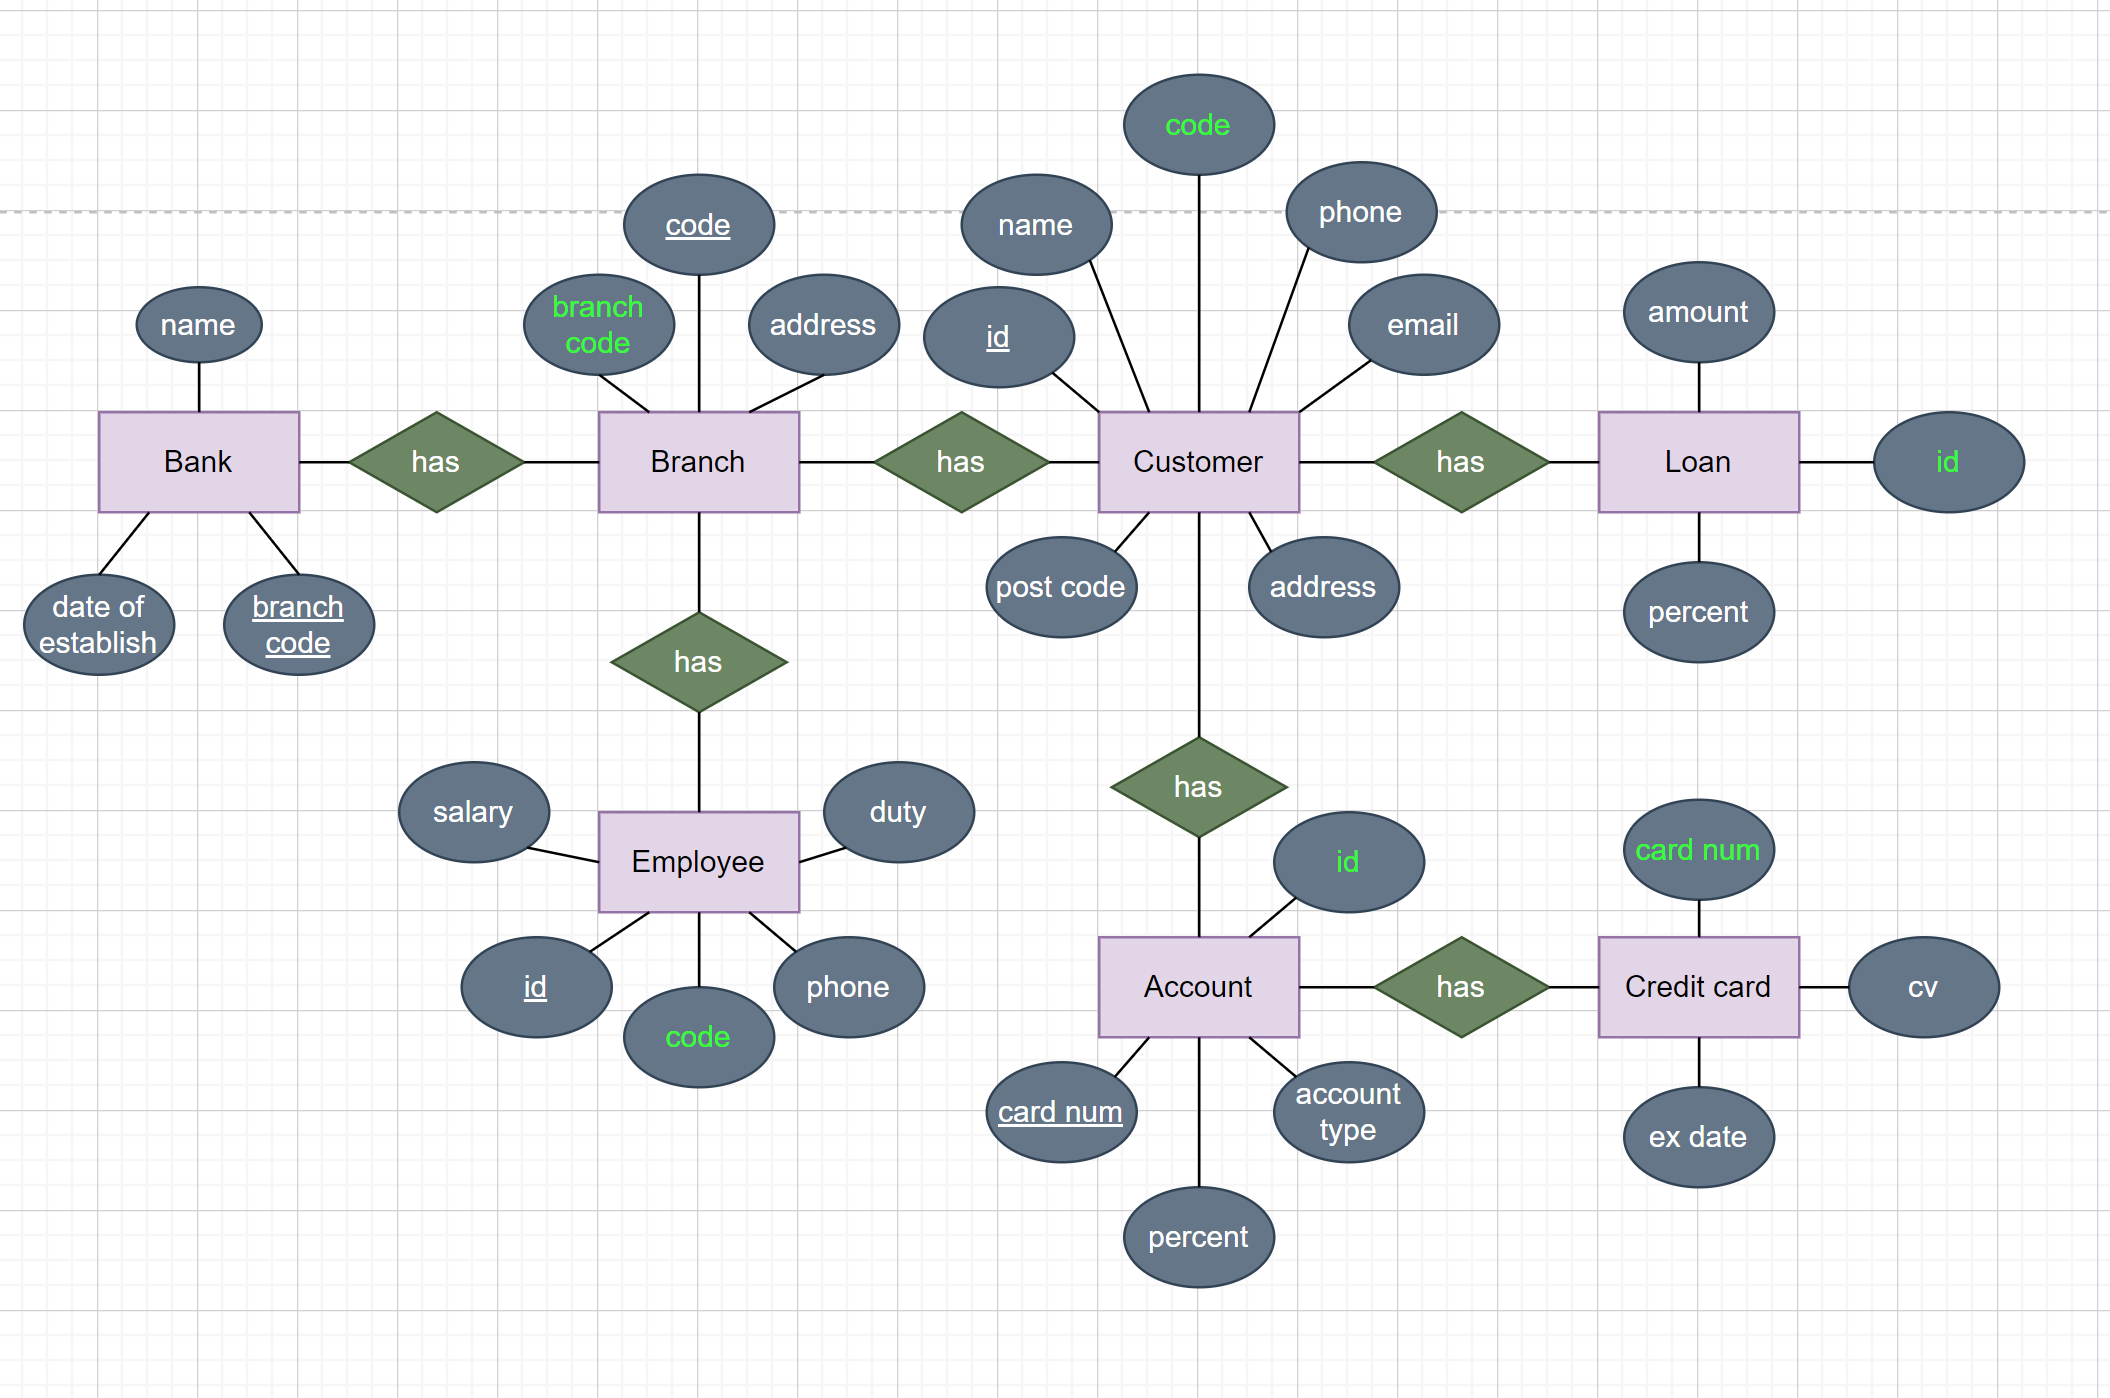 code
name
phone
code
branch
code
address
id
email
amount
name
Bank
has
Branch
has
Customer
has
Loan
id
date of
establish
branch
code
post code
address
percent
has
has
salary
duty
Employee
id
card num
id
code
phone
Account
has
Credit card
cv
card num
account
type
ex date
percent